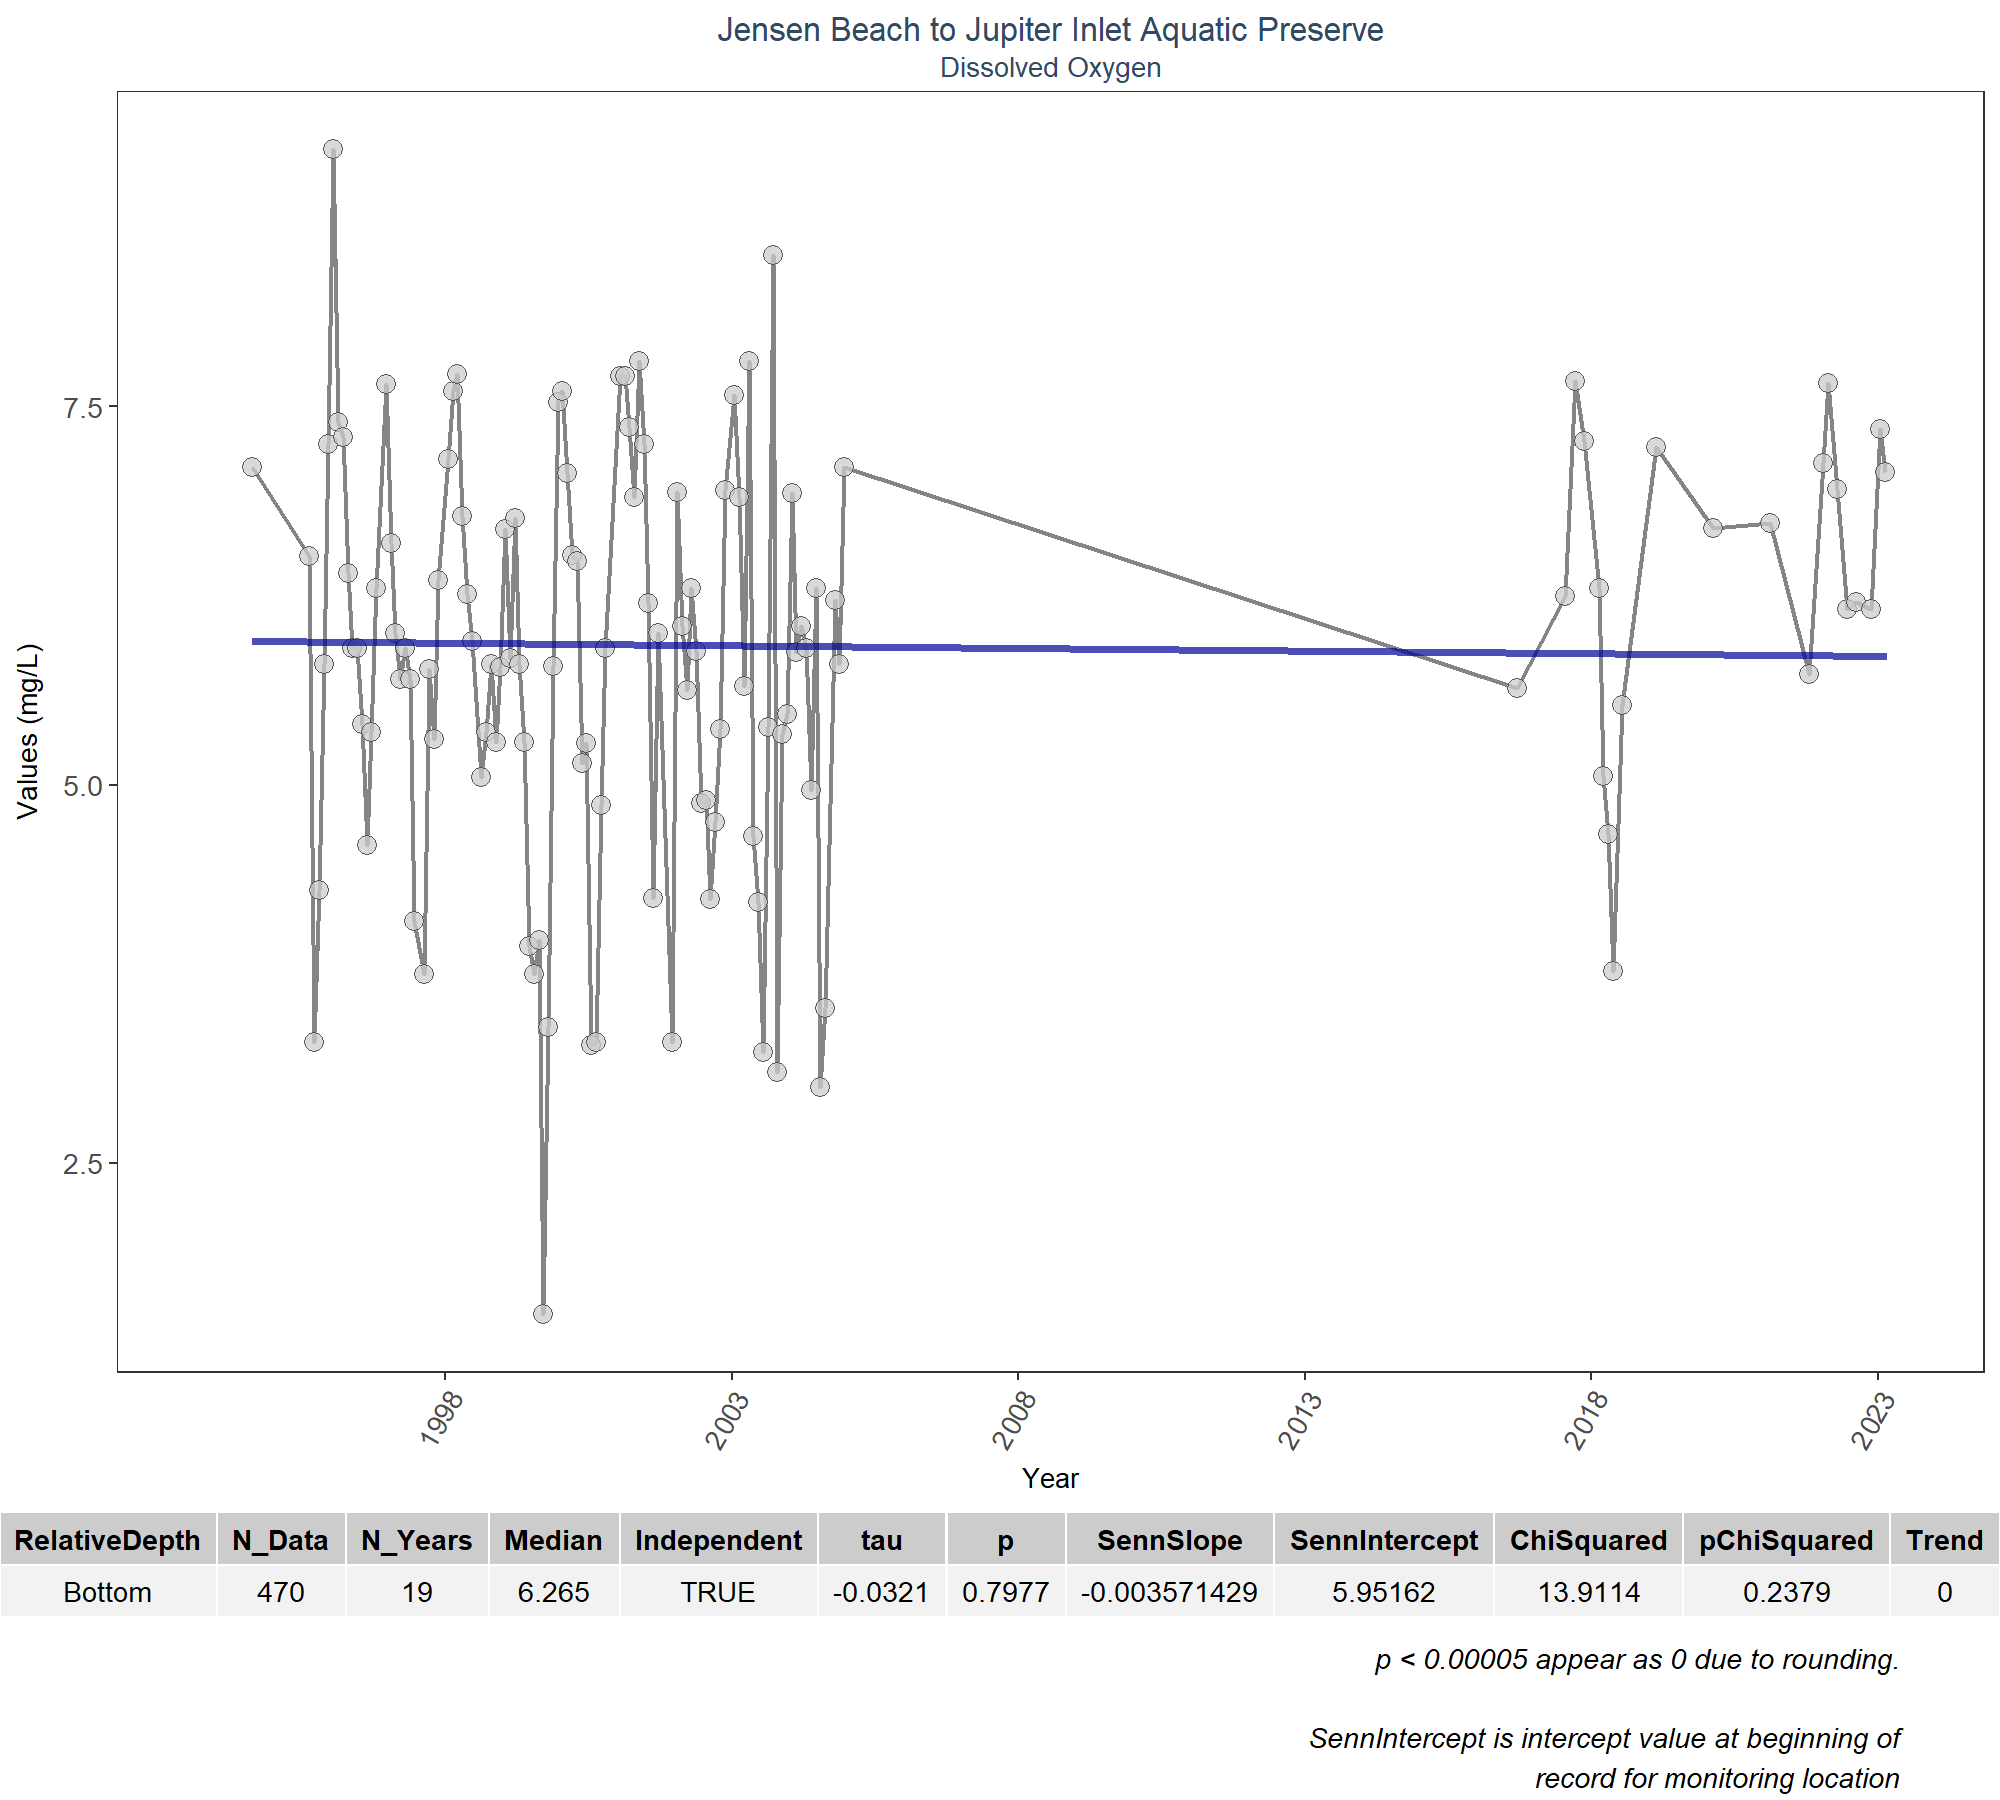 Jensen Beach to Jupiter Inlet Aquatic Preserve
Dissolved Oxygen
Values (mg/L)
7.5
5.0
2.5
1998 2003 2008 2013 2018 2023
Year
RelativeDepth N_Data N_Years Median Independent tau p SennSlope SennIntercept ChiSquared pChiSquared Trend
Bottom 470 19 6.265 TRUE -0.0321 0.7977 -0.003571429 5.95162 13.9114 0.2379 0
p < 0.00005 appear as 0 due to rounding.
SennIntercept is intercept value at beginning of
record for monitoring location